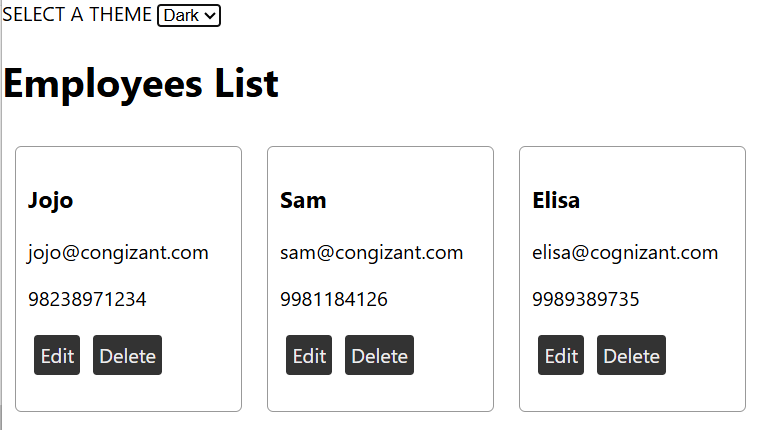 SELECT A THEME Dark
Employees List
Jojo
jojo@congizant.com
98238971234
Edit Delete
Sam
sam@congizant.com
9981184126
Edit Delete
Elisa
elisa@cognizant.com
9989389735
Edit Delete